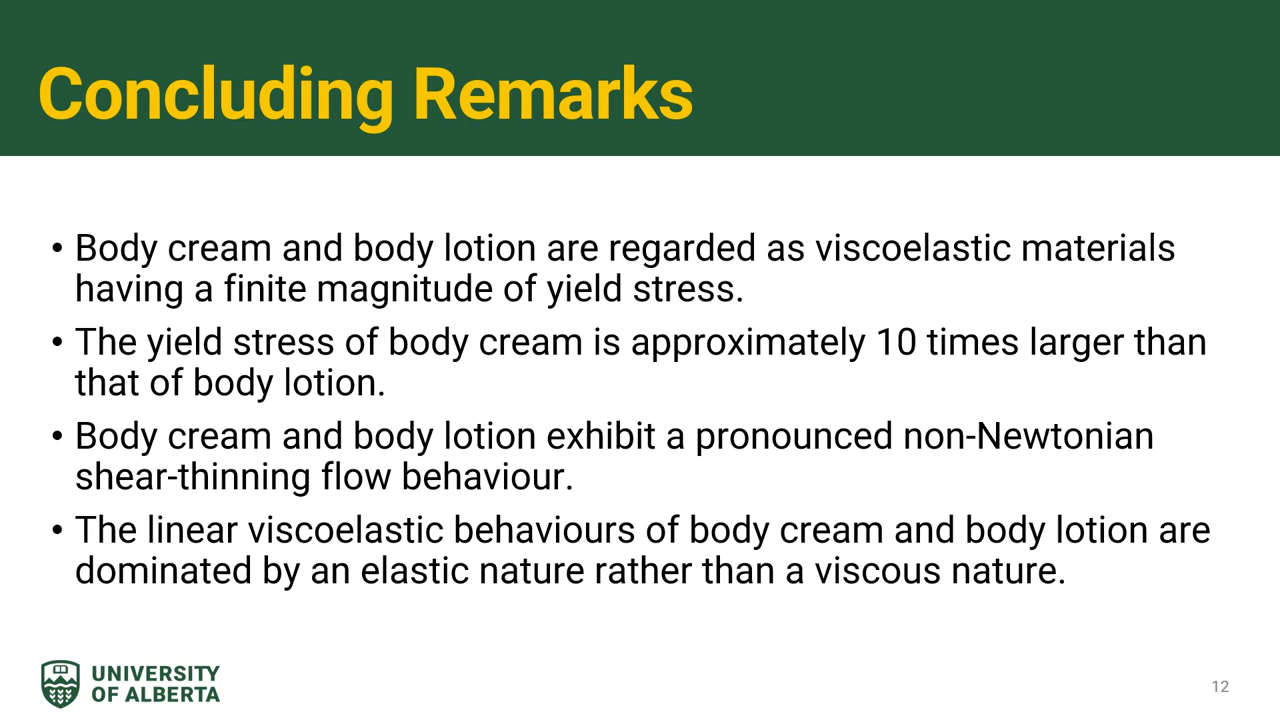 Concluding Remarks
• Body cream and body lotion are regarded as viscoelastic materials
having a finite magnitude of yield stress.
• The yield stress of body cream is approximately 10 times larger than
that of body lotion.
• Body cream and body lotion exhibit a pronounced non-Newtonian
shear-thinning flow behaviour.
• The linear viscoelastic behaviours of body cream and body lotion are
dominated by an elastic nature rather than a viscous nature.
UNIVERSITY
OF ALBERTA
12